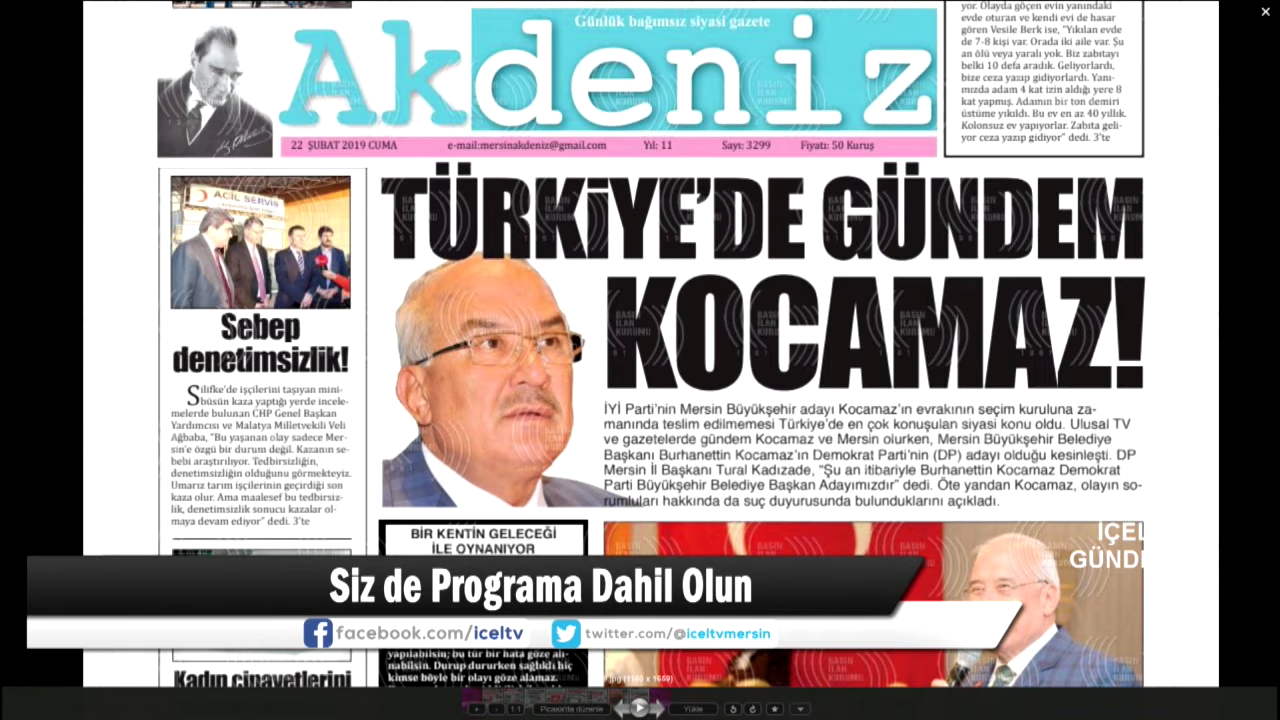 yor. Olayda göçen evin yanındaki
evde oturan ve kendi evi de hasar
gören Vesile Berk ise, "Yıkılan evde
de 7-8 kişi var. Orada iki aile var. Şu
an ölü veya yaralı yok. Biz zabıtayı
belki 10 defa aradık. Geliyorlardı,
bize ceza yazıp gidiyorlardı. Yanı-
mızda adam 4 kat izin aldığı yere 8
kat yapmış. Adamın bir ton demiri
üstüme yıkıldı. Bu ev en az 40 yıllık.
Kolonsuz ev yapıyorlar. Zabıta geli-
yor ceza yazıp gidiyor" dedi. 3'te
Günlük bağımsız siyasi gazete
Akdeniz
22 ŞUBAT 2019 CUMA e-mail:mersinakdeniz@gmail.com Yıl: 11 Sayı: 3299 Fiyatı: 50 Kuruş
ACİL SERVİS
Sebep
denetimsizlik!
Silifke'de işçilerini taşıyan mini-
büsün kaza yaptığı yerde incele-
melerde bulunan CHP Genel Başkan
Yardımcısı ve Malatya Milletvekili Veli
Ağbaba, "Bu yaşanan olay sadece Mer-
sin'e özgü bir durum değil. Kazanın se-
bebi araştırılıyor. Tedbirsizliğin,
denetimsizliğin olduğunu görmekteyiz.
Umarız tarım işçilerinin geçirdiği son
kaza olur. Ama maalesef bu tedbirsiz-
lik, denetimsizlik sonucu kazalar ol-
maya devam ediyor" dedi. 3'te
TÜRKİYE'DE GÜNDEM
KOCAMAZ!
İYİ Parti'nin Mersin Büyükşehir adayı Kocamaz'ın evrakının seçim kuruluna za-
manında teslim edilmemesi Türkiye'de en çok konuşulan siyasi konu oldu. Ulusal TV
ve gazetelerde gündem Kocamaz ve Mersin olurken, Mersin Büyükşehir Belediye
Başkanı Burhanettin Kocamaz'ın Demokrat Parti'nin (DP) adayı olduğu kesinleşti. DP
Mersin İl Başkanı Tural Kadızade, "Şu an itibariyle Burhanettin Kocamaz Demokrat
Parti Büyükşehir Belediye Başkan Adayımızdır" dedi. Öte yandan Kocamaz, olayın so-
rumluları hakkında da suç duyurusunda bulunduklarını açıkladı.
BİR KENTİN GELECEĞİ
İLE OYNANIYOR
İÇEL
GÜNDE
Siz de Programa Dahil Olun
facebook.com/iceltv
twitter.com/@iceltvmersin
yapılabilsin; bu tür bir hata göze alı-
nabilsin. Durup dururken sağlıklı hiç
kimse böyle bir olayı göze alamaz.
Kadın cinayetlerini
Picasa'da düzenle
Yükle